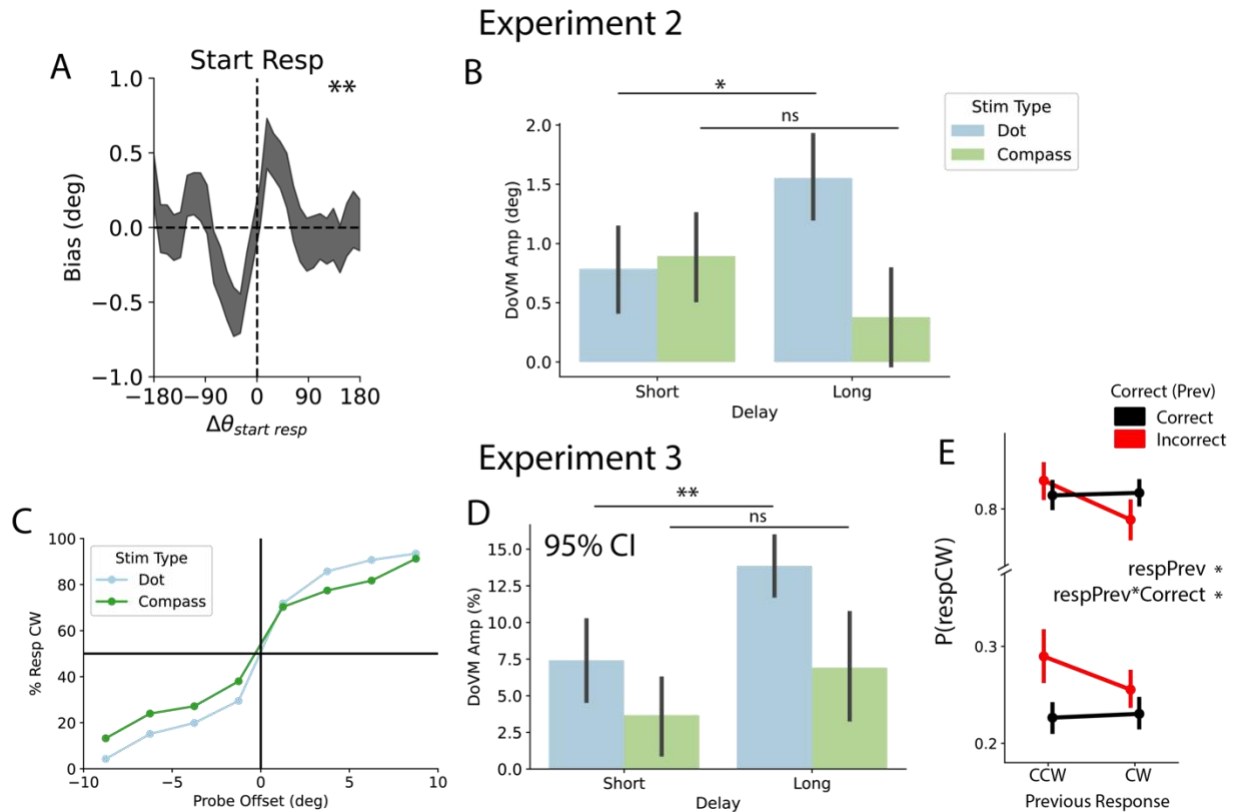 Experiment 2
A
Start Resp
**
1.0
0.5
0.0
−0.5
−1.0
Bias (deg)
−180 −90 0 90 180
Δθstart resp
B
*
ns
Stim Type
Dot
Compass
2.0
1.5
1.0
0.5
0.0
DoVM Amp (deg)
Short Long
Delay
Experiment 3
C
Stim Type
Dot
Compass
100
80
60
40
20
0
% Resp CW
−10 −5 0 5 10
Probe Offset (deg)
D
**
ns
95% CI
15.0
12.5
10.0
7.5
5.0
2.5
0.0
DoVM Amp (%)
Short Long
Delay
Correct (Prev)
Correct
Incorrect
E
0.8
respPrev *
respPrev*Correct *
0.3
0.2
P(respCW)
CCW CW
Previous Response